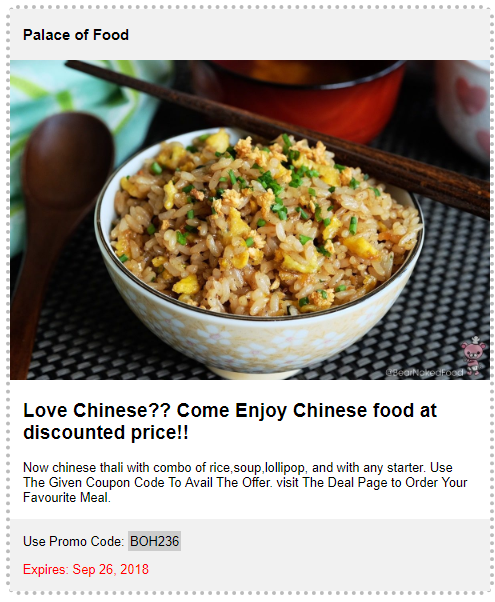 Palace of Food
@BearNakedFood
Love Chinese?? Come Enjoy Chinese food at
discounted price!!
Now chinese thali with combo of rice,soup,lollipop, and with any starter. Use
The Given Coupon Code To Avail The Offer. visit The Deal Page to Order Your
Favourite Meal.
Use Promo Code: BOH236
Expires: Sep 26, 2018